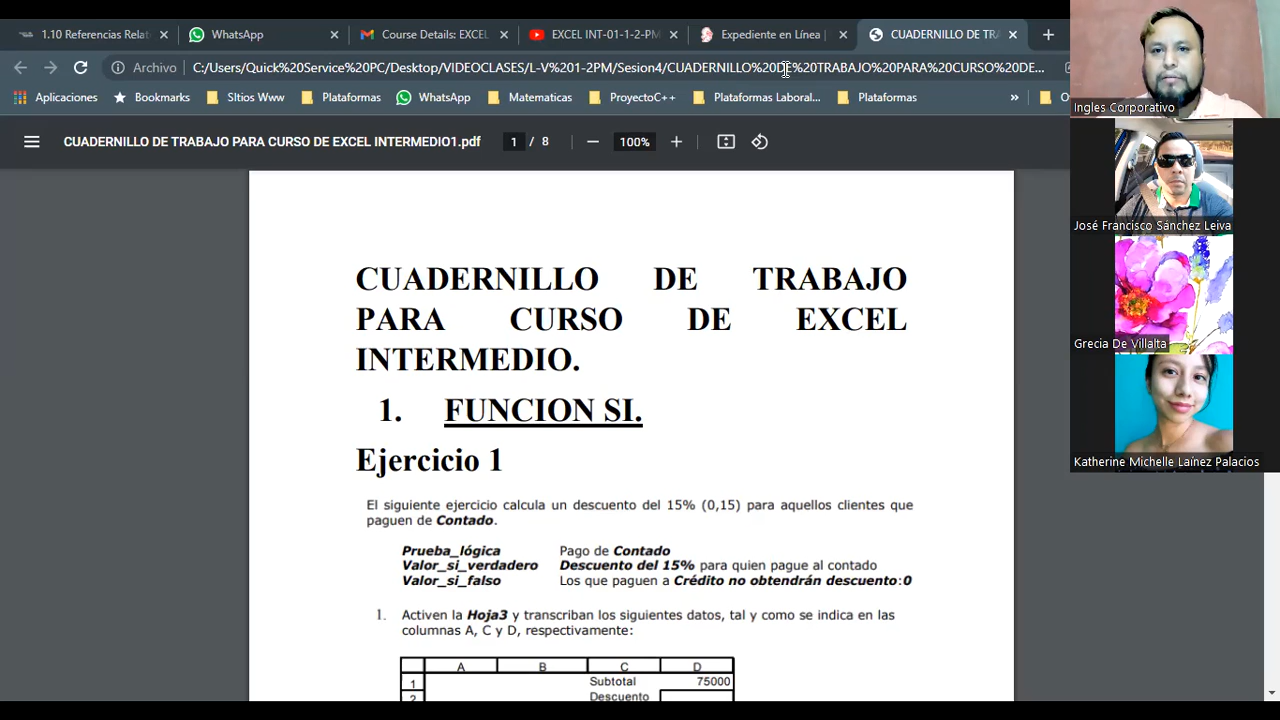 1.10 Referencias Relat
WhatsApp
Course Details: EXCEL
EXCEL INT-01-1-2-PM
Expediente en Línea |
CUADERNILLO DE TRA
Archivo
C:/Users/Quick%20Service%20PC/Desktop/VIDEOCLASES/L-V%201-2PM/Sesion4/CUADERNILLO%20DE%20TRABAJO%20PARA%20CURSO%20DE...
Aplicaciones
Bookmarks
SItios Www
Plataformas
WhatsApp
Matematicas
ProyectoC++
Plataformas Laboral...
Plataformas
»
CUADERNILLO DE TRABAJO PARA CURSO DE EXCEL INTERMEDIO1.pdf
1 / 8
100%
CUADERNILLO DE TRABAJO
PARA CURSO DE EXCEL
INTERMEDIO.
1. FUNCION SI.
Ejercicio 1
El siguiente ejercicio calcula un descuento del 15% (0,15) para aquellos clientes que
paguen de Contado.
Prueba_lógica Pago de Contado
Valor_si_verdadero Descuento del 15% para quien pague al contado
Valor_si_falso Los que paguen a Crédito no obtendrán descuento:0
1. Activen la Hoja3 y transcriban los siguientes datos, tal y como se indica en las
columnas A, C y D, respectivamente:
A B C D
1 Subtotal 75000
2 Descuento
Ingles Corporativo
José Francisco Sánchez Leiva
Grecia De Villalta
Katherine Michelle Laínez Palacios